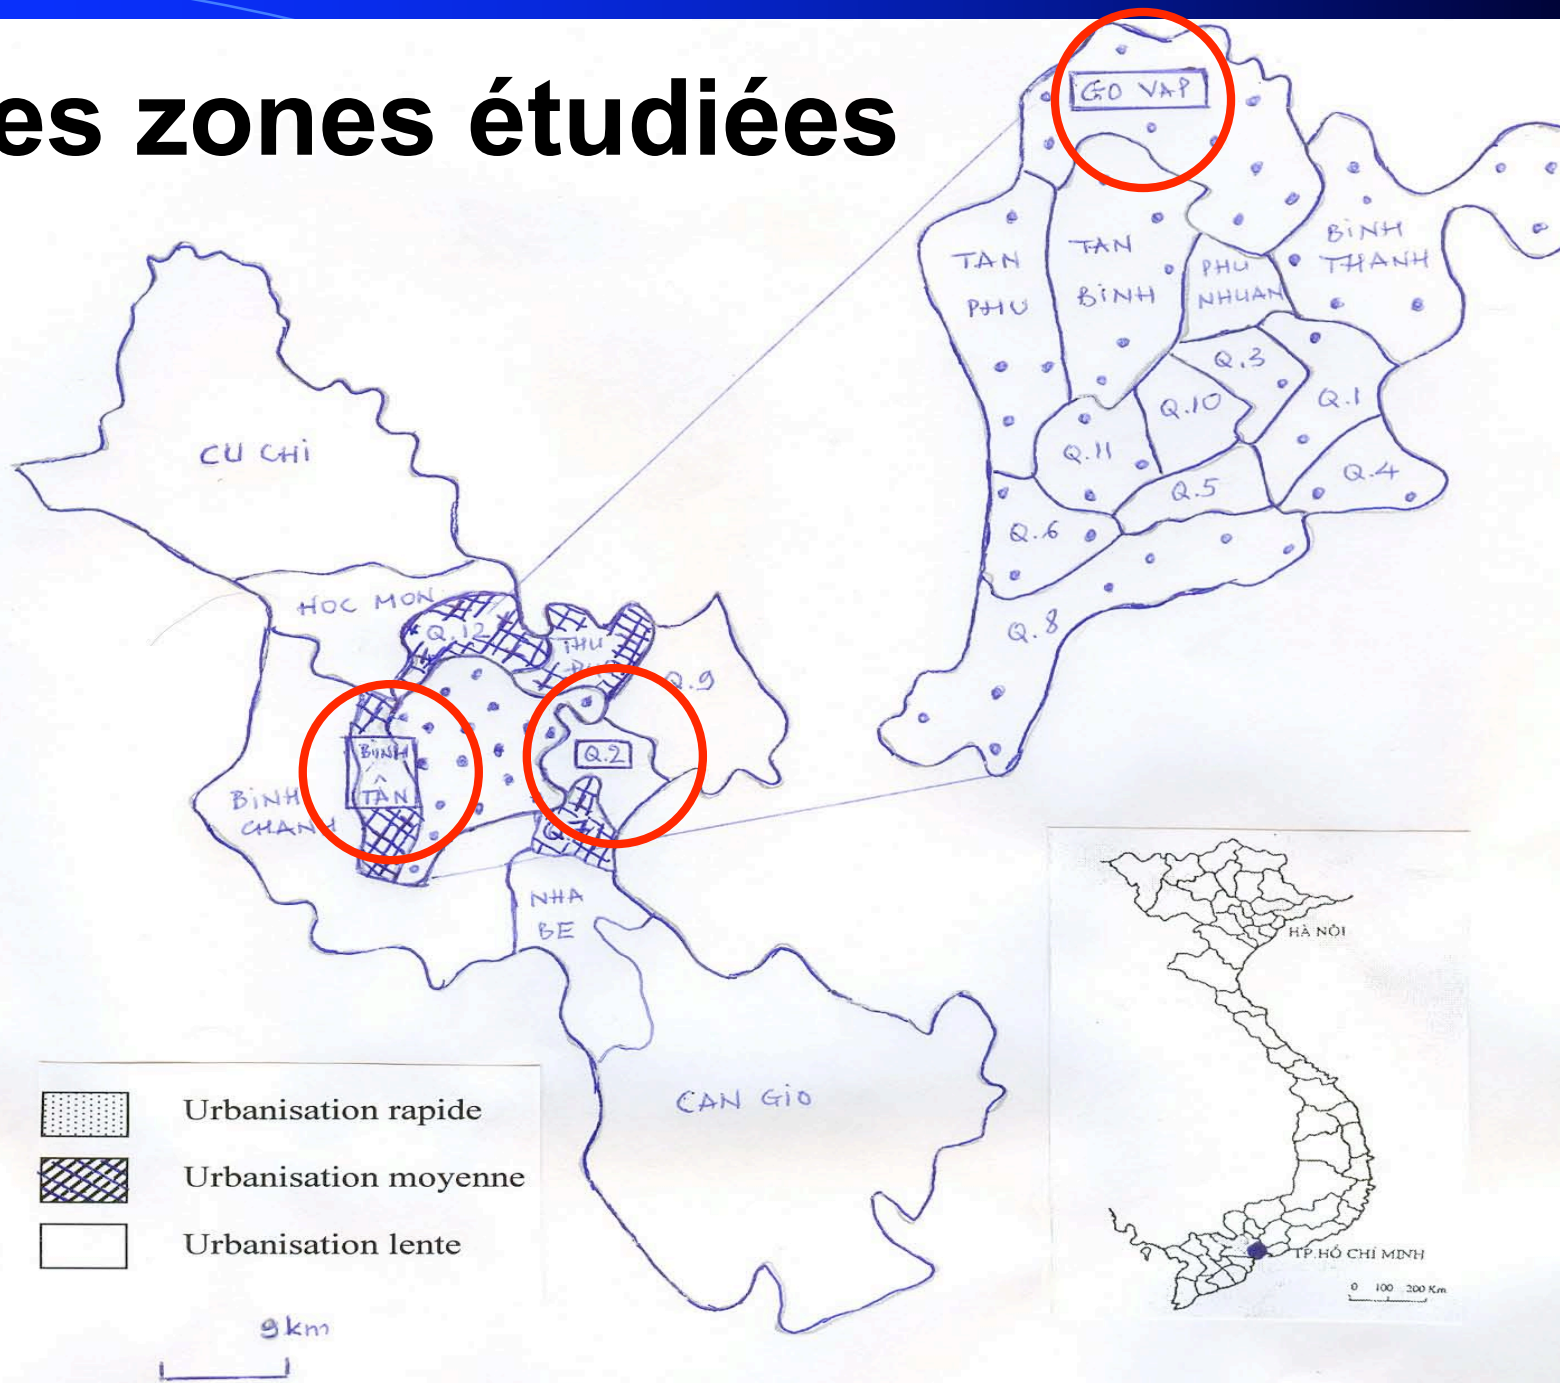 es zones étudiées
GO VAP
TAN
PHU
TAN
BINH
PHU
NHUAN
BINH
THANH
Q.3
Q.1
Q.10
Q.11
Q.5
Q.4
Q.6
Q.8
CU CHI
HOC MON
Q.12
THU
Q.9
BINH
TÂN
Q.2
BINH
CHANH
NHA
BE
CAN GIO
HÀ NỘI
TP.HỒ CHÍ MINH
0 100 200 Km
Urbanisation rapide
Urbanisation moyenne
Urbanisation lente
9 km